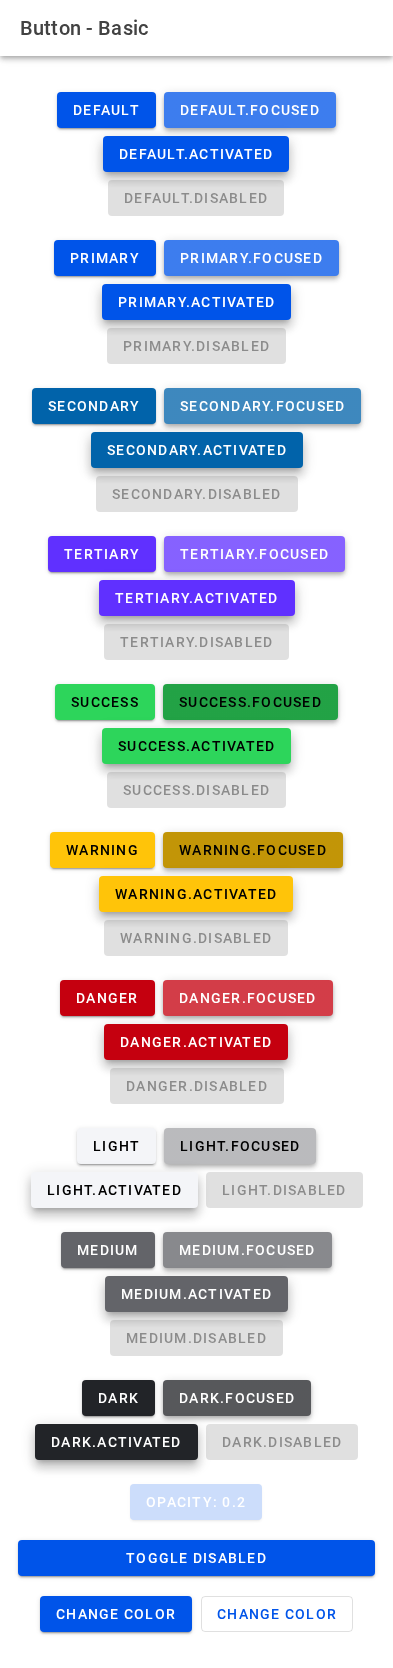 Button - Basic
DEFAULT DEFAULT.FOCUSED
DEFAULT.ACTIVATED
DEFAULT.DISABLED
PRIMARY PRIMARY.FOCUSED
PRIMARY.ACTIVATED
PRIMARY.DISABLED
SECONDARY SECONDARY.FOCUSED
SECONDARY.ACTIVATED
SECONDARY.DISABLED
TERTIARY TERTIARY.FOCUSED
TERTIARY.ACTIVATED
TERTIARY.DISABLED
SUCCESS SUCCESS.FOCUSED
SUCCESS.ACTIVATED
SUCCESS.DISABLED
WARNING WARNING.FOCUSED
WARNING.ACTIVATED
WARNING.DISABLED
DANGER DANGER.FOCUSED
DANGER.ACTIVATED
DANGER.DISABLED
LIGHT LIGHT.FOCUSED
LIGHT.ACTIVATED LIGHT.DISABLED
MEDIUM MEDIUM.FOCUSED
MEDIUM.ACTIVATED
MEDIUM.DISABLED
DARK DARK.FOCUSED
DARK.ACTIVATED DARK.DISABLED
OPACITY: 0.2
TOGGLE DISABLED
CHANGE COLOR CHANGE COLOR